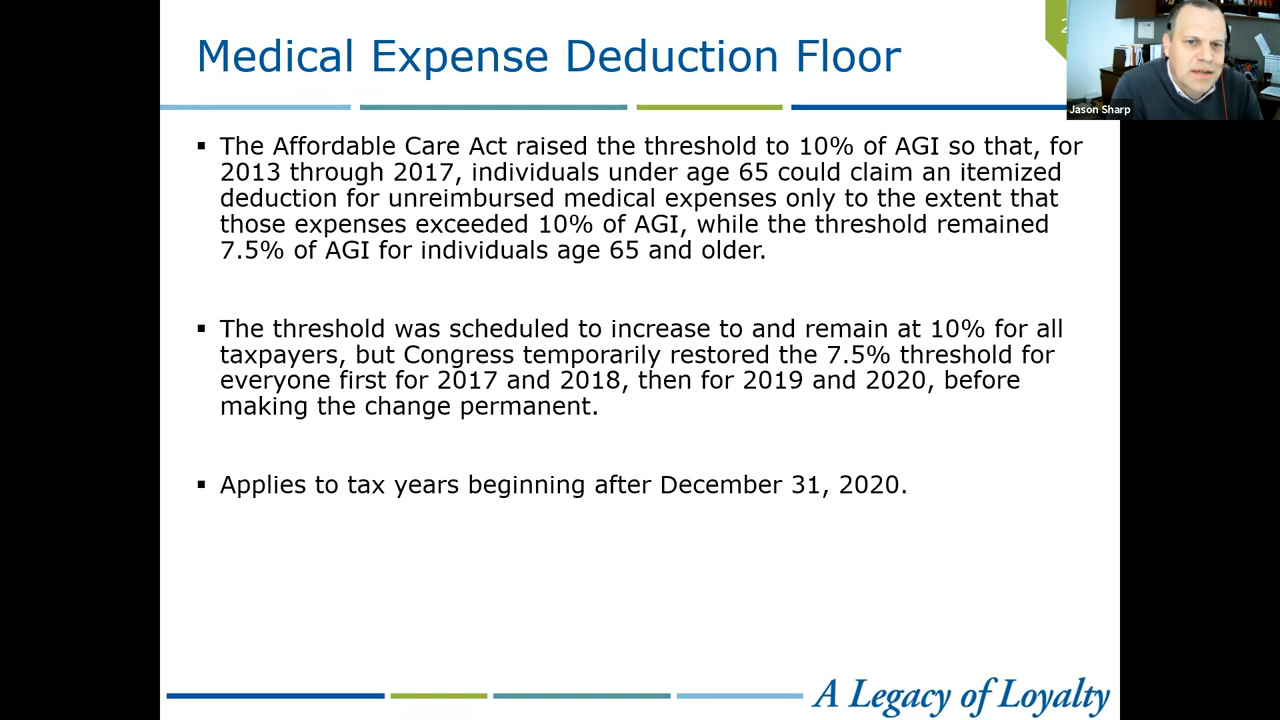 Medical Expense Deduction Floor
2
Jason Sharp
▪ The Affordable Care Act raised the threshold to 10% of AGI so that, for
2013 through 2017, individuals under age 65 could claim an itemized
deduction for unreimbursed medical expenses only to the extent that
those expenses exceeded 10% of AGI, while the threshold remained
7.5% of AGI for individuals age 65 and older.
▪ The threshold was scheduled to increase to and remain at 10% for all
taxpayers, but Congress temporarily restored the 7.5% threshold for
everyone first for 2017 and 2018, then for 2019 and 2020, before
making the change permanent.
▪ Applies to tax years beginning after December 31, 2020.
A Legacy of Loyalty